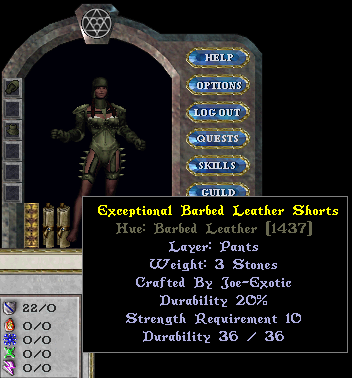 HELP
OPTIONS
LOG OUT
QUESTS
SKILLS
GUILD
Exceptional Barbed Leather Shorts
Hue: Barbed Leather [1437]
Layer: Pants
Weight: 3 Stones
Crafted By Joe-Exotic
Durability 20%
Strength Requirement 10
Durability 36 / 36
22/0
0/0
0/0
0/0
0/0